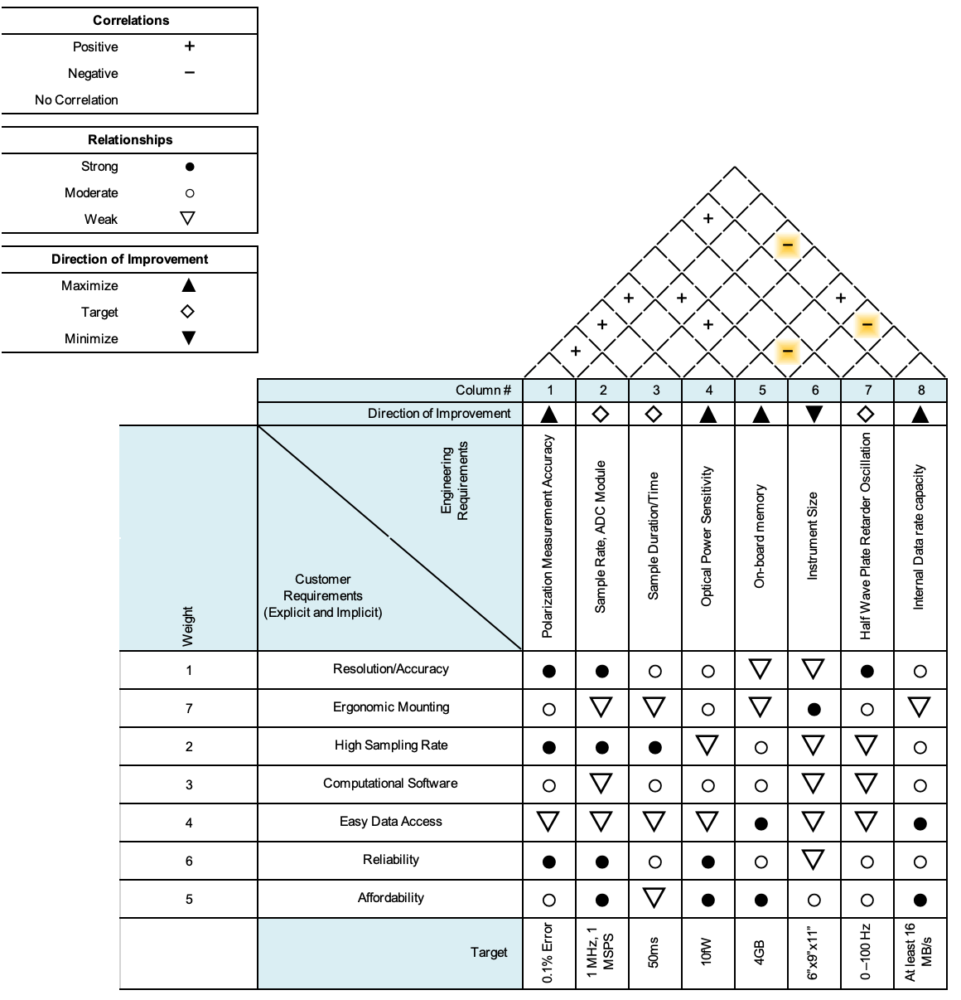 Correlations
Positive +
Negative −
No Correlation
Relationships
Strong ●
Moderate ○
Weak ▽
Direction of Improvement
Maximize ▲
Target ◇
Minimize ▼
+
−
+ + +
+ + −
+ −
Column # 1 2 3 4 5 6 7 8
Direction of Improvement ▲ ◇ ◇ ▲ ▲ ▼ ◇ ▲
Weight
Customer
Requirements
(Explicit and Implicit)
Engineering
Requirements
Polarization Measurement Accuracy
Sample Rate, ADC Module
Sample Duration/Time
Optical Power Sensitivity
On-board memory
Instrument Size
Half Wave Plate Retarder Oscillation
Internal Data rate capacity
1 Resolution/Accuracy ● ● ○ ○ ▽ ▽ ● ○
7 Ergonomic Mounting ○ ▽ ▽ ○ ▽ ● ○ ▽
2 High Sampling Rate ● ● ● ▽ ○ ▽ ▽ ○
3 Computational Software ○ ▽ ○ ○ ○ ▽ ▽ ○
4 Easy Data Access ▽ ▽ ▽ ▽ ● ▽ ▽ ●
6 Reliability ● ● ○ ● ○ ▽ ○ ○
5 Affordability ○ ● ▽ ● ● ○ ○ ●
Target
0.1% Error
1 MHz, 1
MSPS
50ms
10fW
4GB
6”x9”x11”
0 –100 Hz
At least 16
MB/s